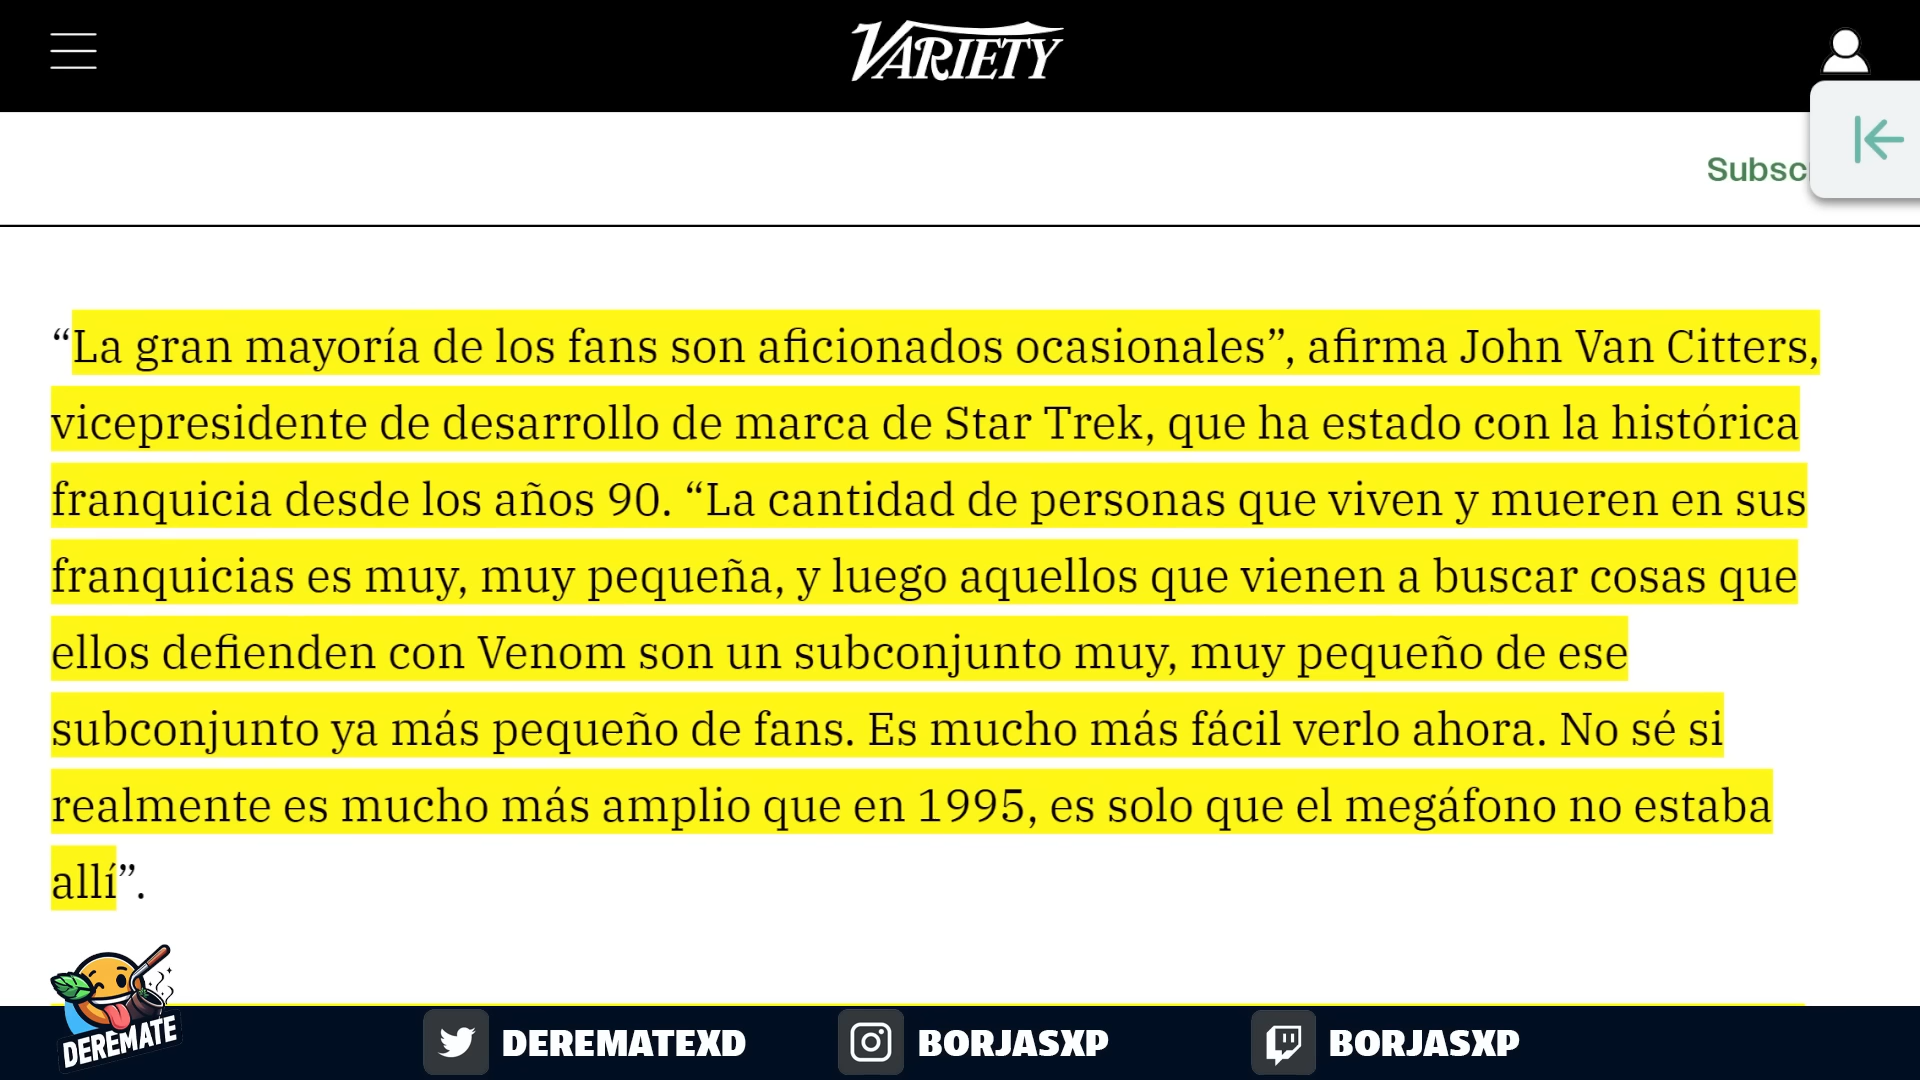 VARIETY
Subsc
“La gran mayoría de los fans son aficionados ocasionales”, afirma John Van Citters,
vicepresidente de desarrollo de marca de Star Trek, que ha estado con la histórica
franquicia desde los años 90. “La cantidad de personas que viven y mueren en sus
franquicias es muy, muy pequeña, y luego aquellos que vienen a buscar cosas que
ellos defienden con Venom son un subconjunto muy, muy pequeño de ese
subconjunto ya más pequeño de fans. Es mucho más fácil verlo ahora. No sé si
realmente es mucho más amplio que en 1995, es solo que el megáfono no estaba
allí”.
DEREMATE
DEREMATEXD
BORJASXP
BORJASXP